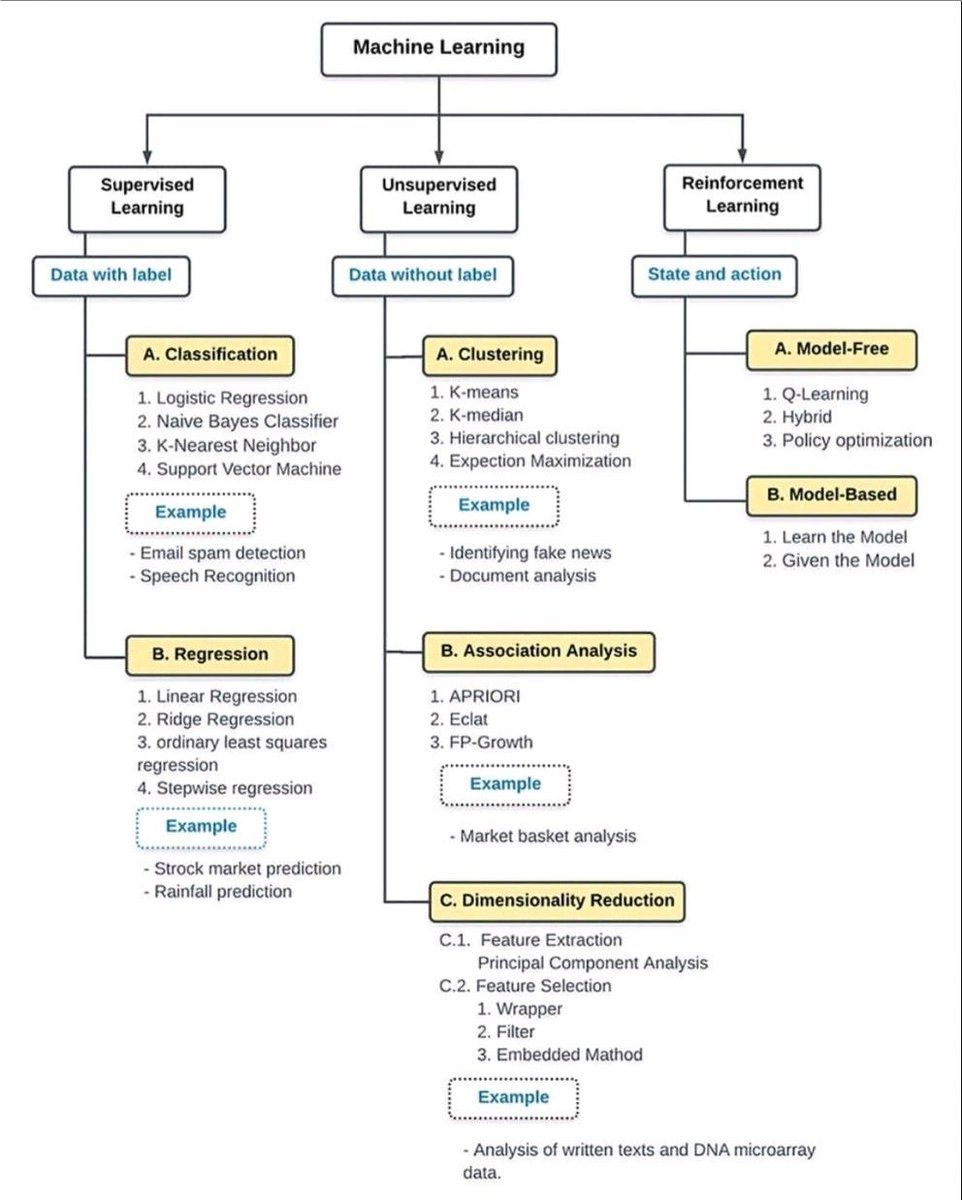 Machine Learning
Supervised
Learning
Data with label
A. Classification
1. Logistic Regression
2. Naive Bayes Classifier
3. K-Nearest Neighbor
4. Support Vector Machine
Example
- Email spam detection
- Speech Recognition
B. Regression
1. Linear Regression
2. Ridge Regression
3. ordinary least squares
regression
4. Stepwise regression
Example
- Strock market prediction
- Rainfall prediction
Unsupervised
Learning
Data without label
A. Clustering
1. K-means
2. K-median
3. Hierarchical clustering
4. Expection Maximization
Example
- Identifying fake news
- Document analysis
B. Association Analysis
1. APRIORI
2. Eclat
3. FP-Growth
Example
- Market basket analysis
C. Dimensionality Reduction
C.1. Feature Extraction
Principal Component Analysis
C.2. Feature Selection
1. Wrapper
2. Filter
3. Embedded Mathod
Example
- Analysis of written texts and DNA microarray
data.
Reinforcement
Learning
State and action
A. Model-Free
1. Q-Learning
2. Hybrid
3. Policy optimization
B. Model-Based
1. Learn the Model
2. Given the Model